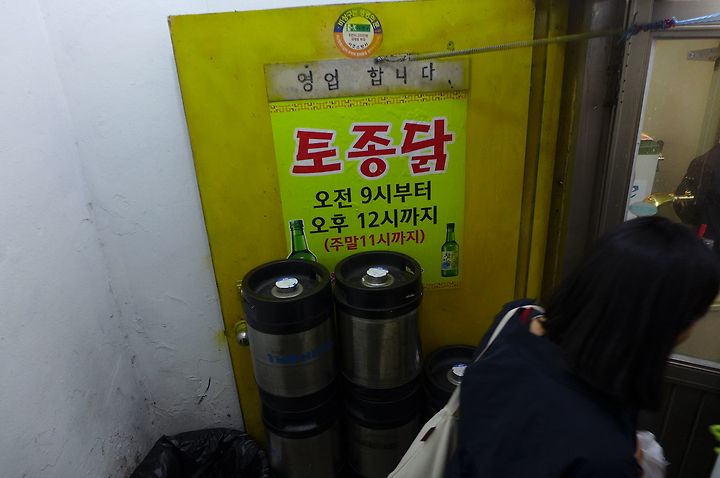 영업 합니다
토종닭
오전 9시부터
오후 12시까지
(주말11시까지)